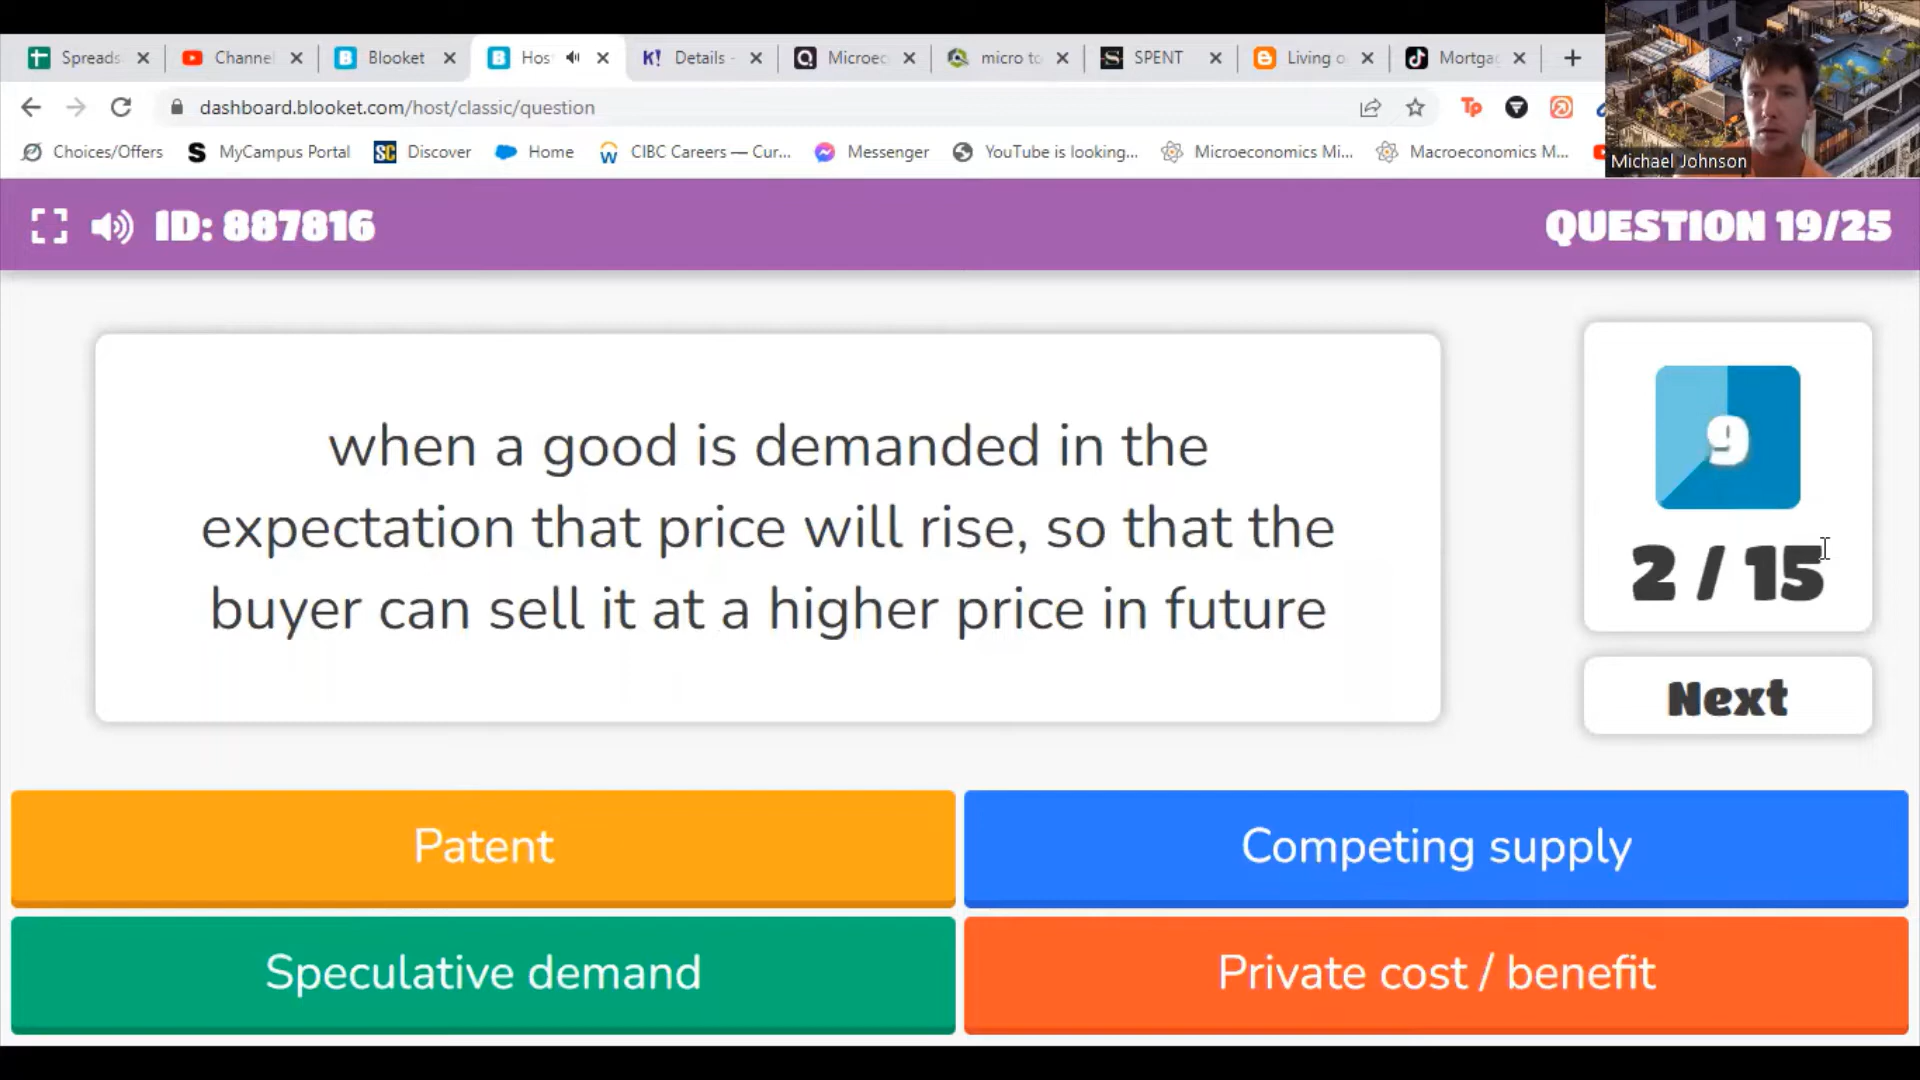 Spreads
Channel
Blooket
Hos
K! Details -
Microec
micro to
S SPENT
Living o
Mortga
dashboard.blooket.com/host/classic/question
Tp
Choices/Offers
S MyCampus Portal
SC Discover
Home
CIBC Careers — Cur...
Messenger
YouTube is looking...
Microeconomics Mi...
Macroeconomics M...
Michael Johnson
ID: 887816
QUESTION 19/25
when a good is demanded in the
expectation that price will rise, so that the
buyer can sell it at a higher price in future
9
2 / 15
Next
Patent
Competing supply
Speculative demand
Private cost / benefit